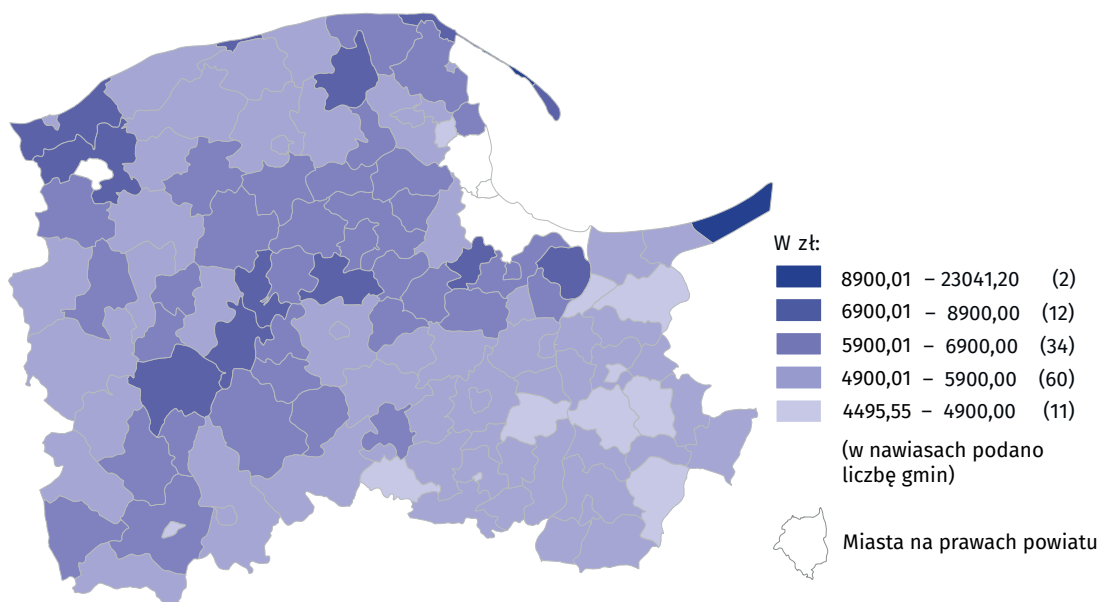 W zł:
8900,01 – 23041,20 (2)
6900,01 – 8900,00 (12)
5900,01 – 6900,00 (34)
4900,01 – 5900,00 (60)
4495,55 – 4900,00 (11)
(w nawiasach podano
liczbę gmin)
Miasta na prawach powiatu